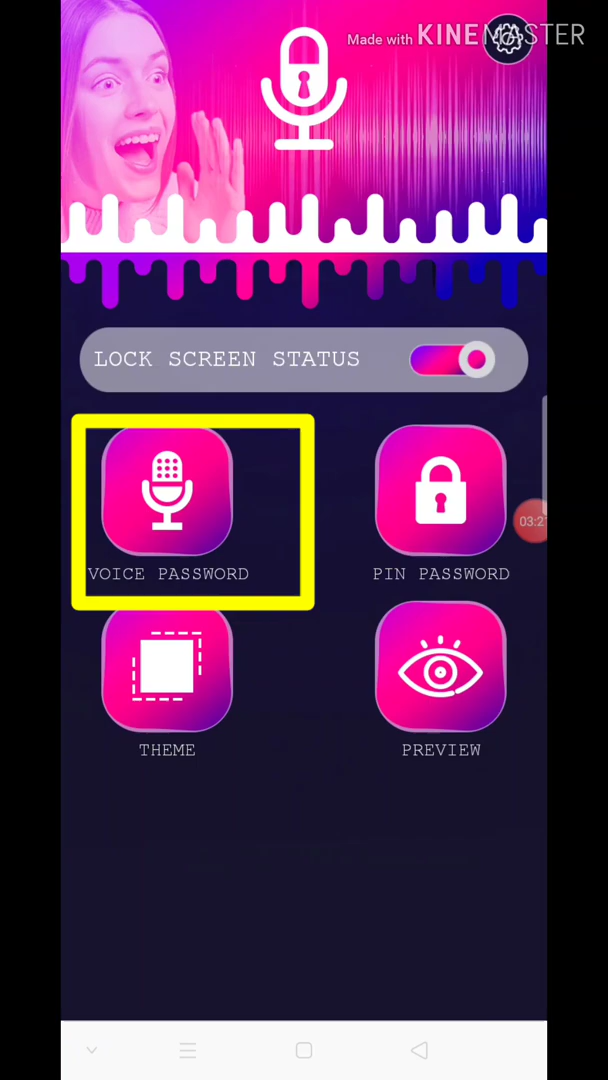 Made with KINEMASTER
LOCK SCREEN STATUS
VOICE PASSWORD
PIN PASSWORD
THEME
PREVIEW